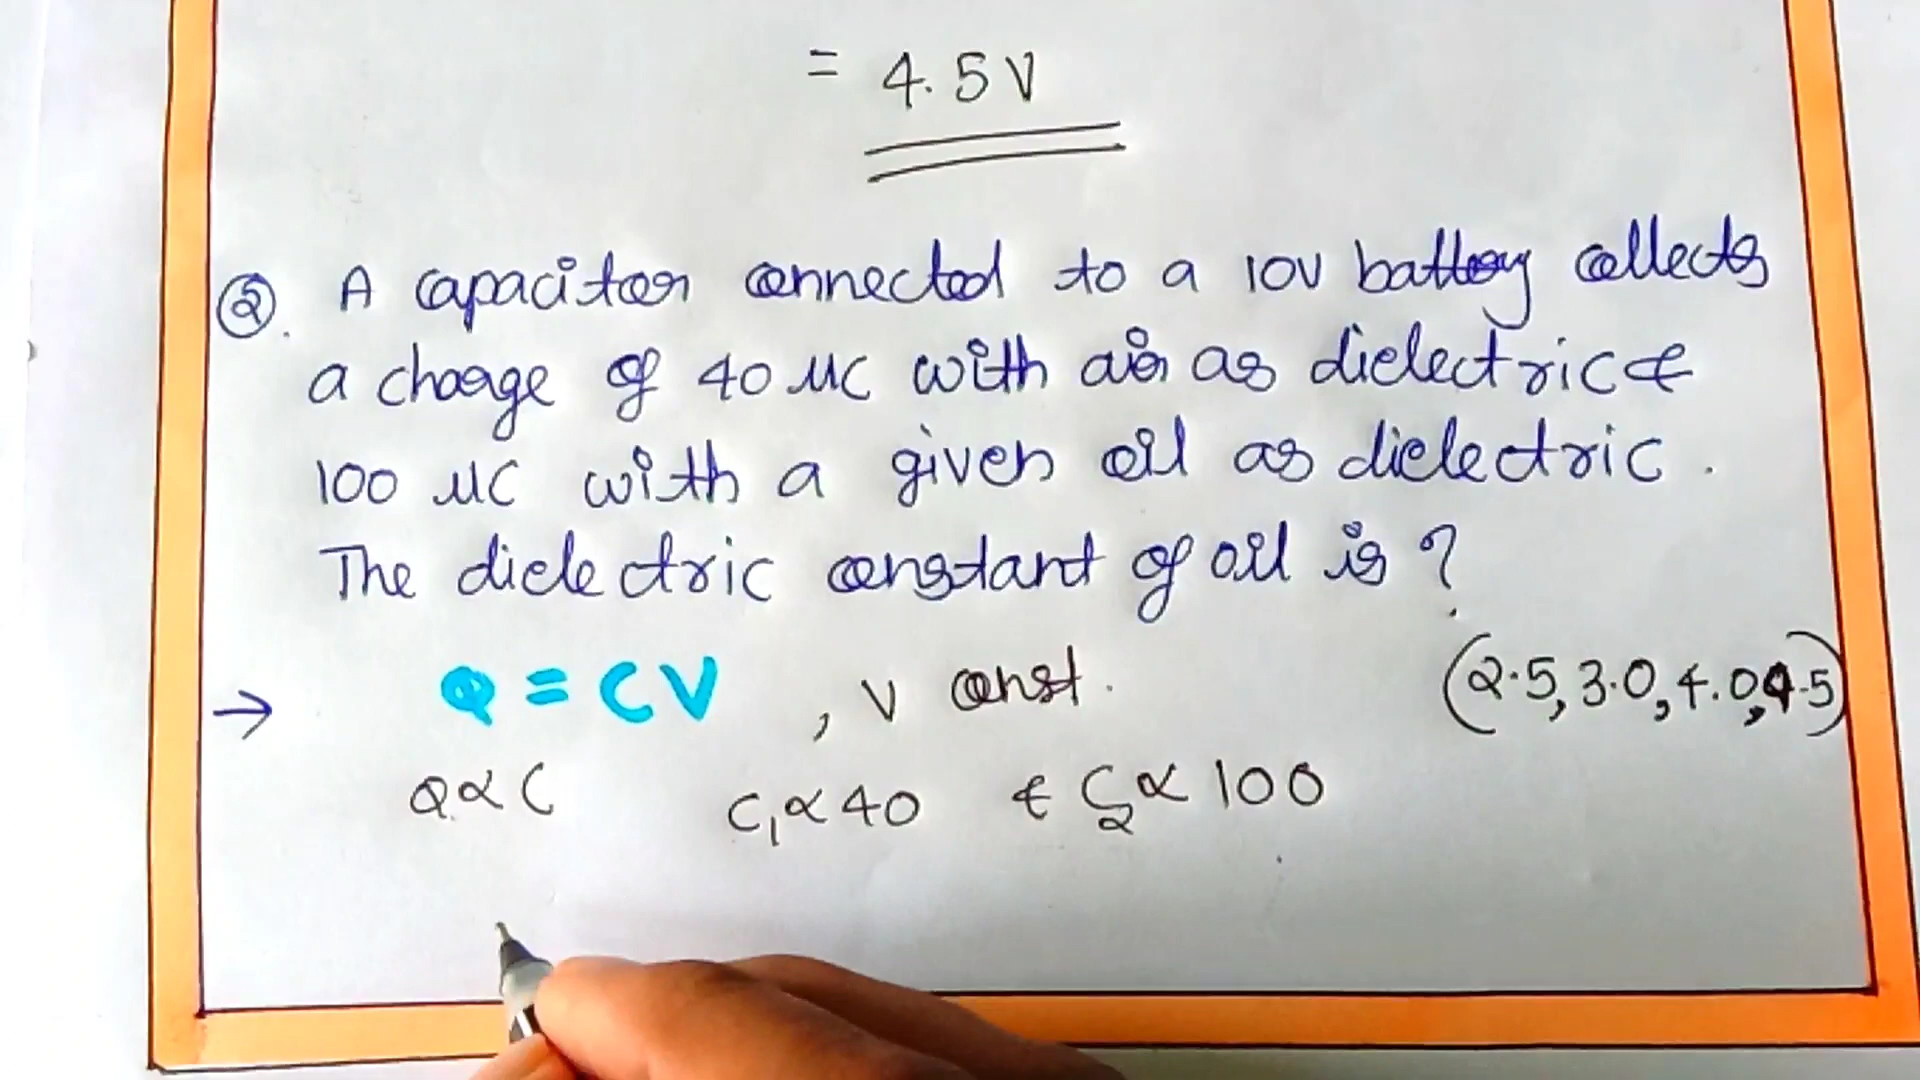 = 4.5 V
Q. A capacitor connected to a 10V battery collects
a charge of 40 µC with air as dielectric &
100 µC with a given oil as dielectric.
The dielectric constant of oil is?
→ Q = CV , V const. (2.5, 3.0, 4.0, 4.5)
Q ∝ C C₁ ∝ 40 & C₂ ∝ 100